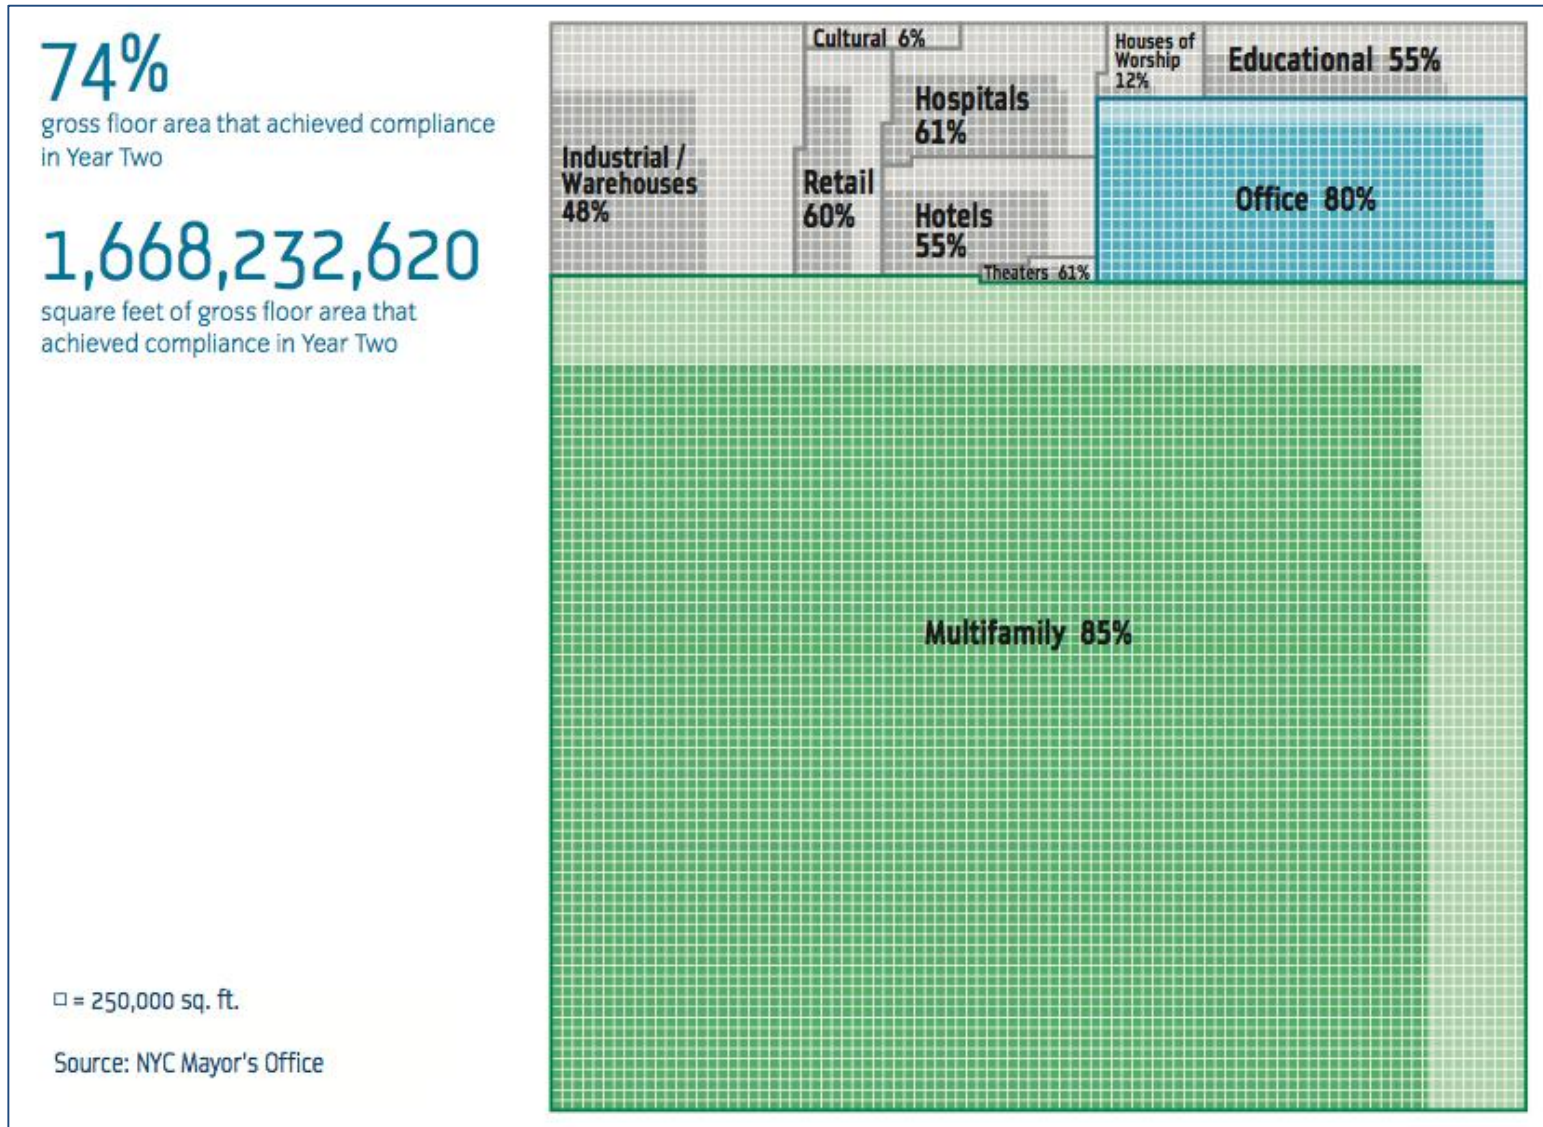 74%
gross floor area that achieved compliance
in Year Two
1,668,232,620
square feet of gross floor area that
achieved compliance in Year Two
□ = 250,000 sq. ft.
Source: NYC Mayor's Office
Cultural 6%
Houses of
Worship
12%
Educational 55%
Hospitals
61%
Industrial /
Warehouses
48%
Retail
60%
Hotels
55%
Office 80%
Theaters 61%
Multifamily 85%